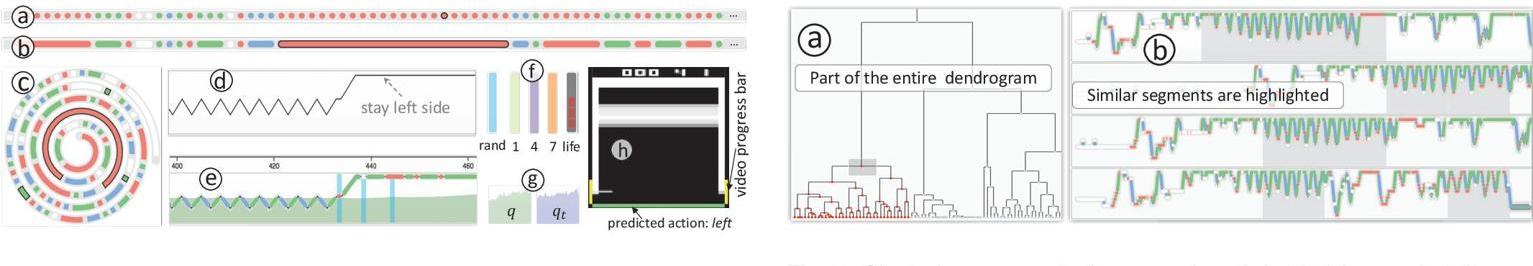 a
...
b
...
c
d
stay left side
400 420 440 460
e
f
rand 1 4 7 life
g
q qt
h
video progress bar
predicted action: left
a
Part of the entire dendrogram
b
Similar segments are highlighted